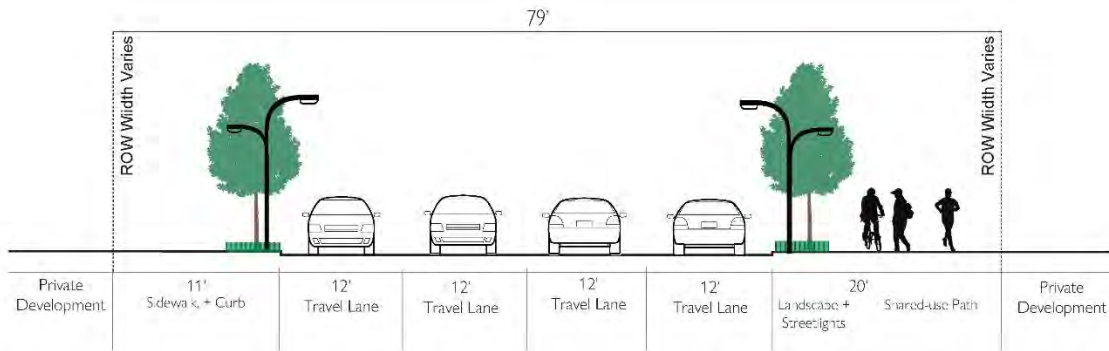 79'
ROW Width Varies
ROW Width Varies
Private
Development
11'
Sidewalk, + Curb
12'
Travel Lane
12'
Travel Lane
12'
Travel Lane
12'
Travel Lane
20'
Landscape +
Streetlights
Shared-use Path
Private
Development